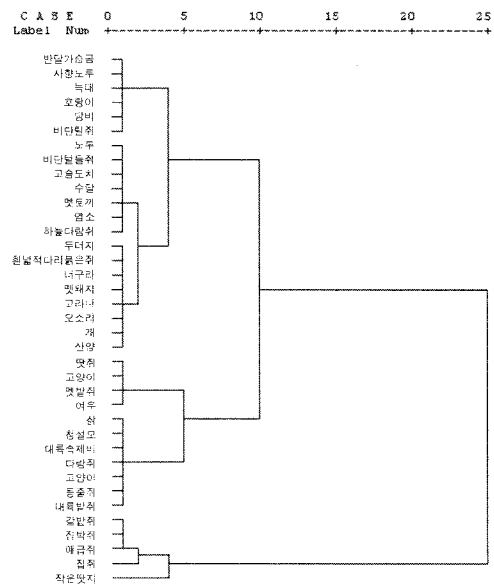 C A S E 0 5 10 15 20 25
Label Num
반달가슴곰
사향노루
늑대
호랑이
담비
비단털쥐
노루
비단털등줄쥐
고슴도치
수달
멧토끼
염소
하늘다람쥐
두더지
흰넓적다리붉은쥐
너구리
멧돼지
고라니
오소리
개
산양
땃쥐
고양이
멧밭쥐
여우
삵
청설모
대륙족제비
다람쥐
고양이
등줄쥐
대륙밭쥐
갈밭쥐
집박쥐
애급쥐
집쥐
작은땃쥐